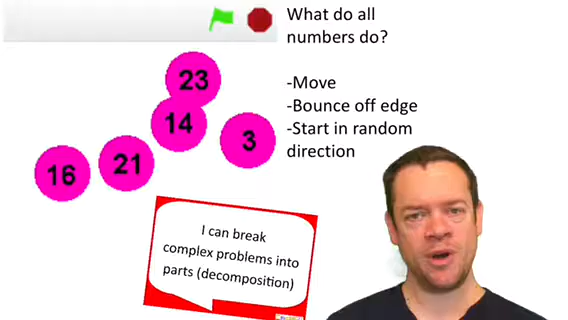 What do all
numbers do?
-Move
-Bounce off edge
-Start in random
direction
23
14
3
21
16
I can break
complex problems into
parts (decomposition)